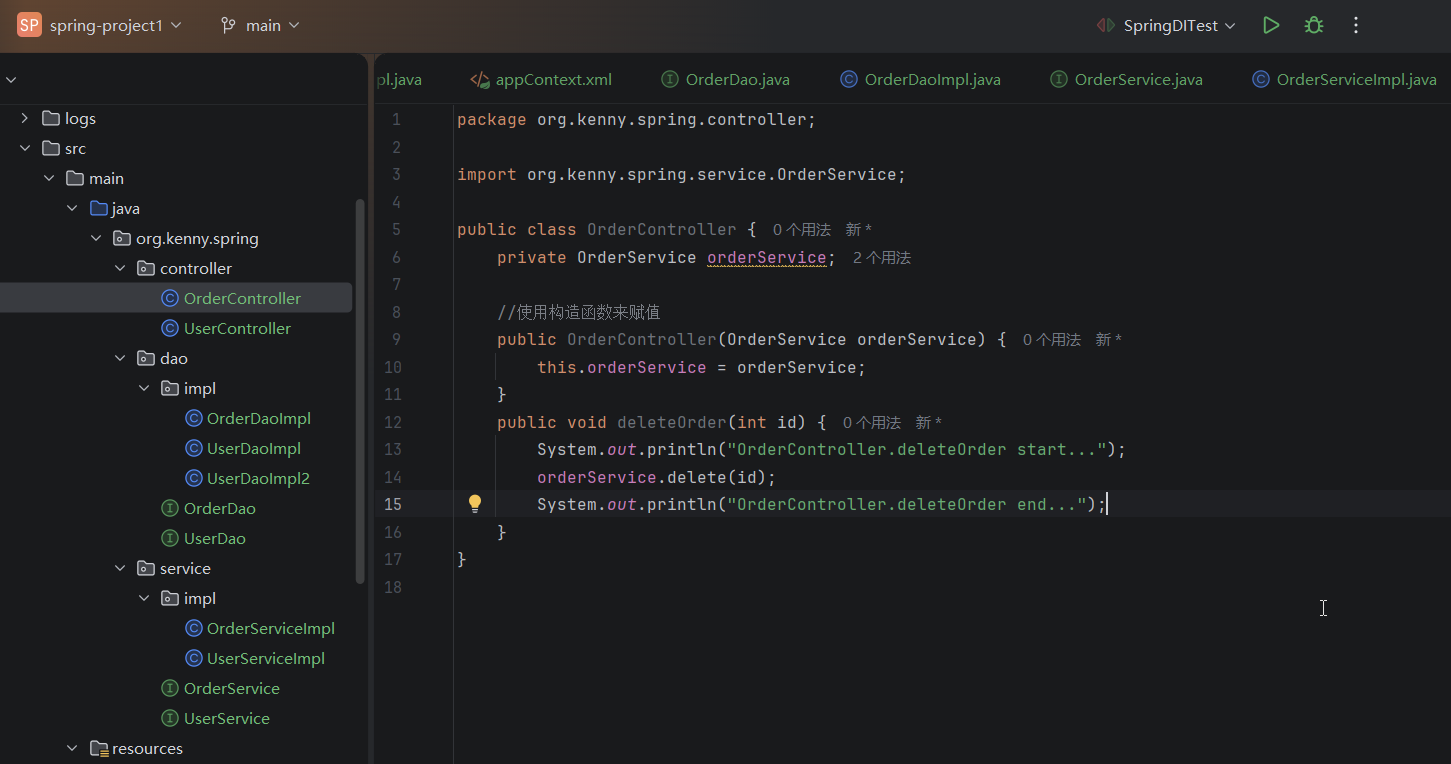 SP spring-project1 main SpringDITest
pl.java appContext.xml OrderDao.java OrderDaoImpl.java OrderService.java OrderServiceImpl.java
logs
src
main
java
org.kenny.spring
controller
OrderController
UserController
dao
impl
OrderDaoImpl
UserDaoImpl
UserDaoImpl2
OrderDao
UserDao
service
impl
OrderServiceImpl
UserServiceImpl
OrderService
UserService
resources
1 package org.kenny.spring.controller;
2
3 import org.kenny.spring.service.OrderService;
4
5 public class OrderController { 0 个用法 新 *
6 private OrderService orderService; 2 个用法
7
8 //使用构造函数来赋值
9 public OrderController(OrderService orderService) { 0 个用法 新 *
10 this.orderService = orderService;
11 }
12 public void deleteOrder(int id) { 0 个用法 新 *
13 System.out.println("OrderController.deleteOrder start...");
14 orderService.delete(id);
15 System.out.println("OrderController.deleteOrder end...");
16 }
17 }
18